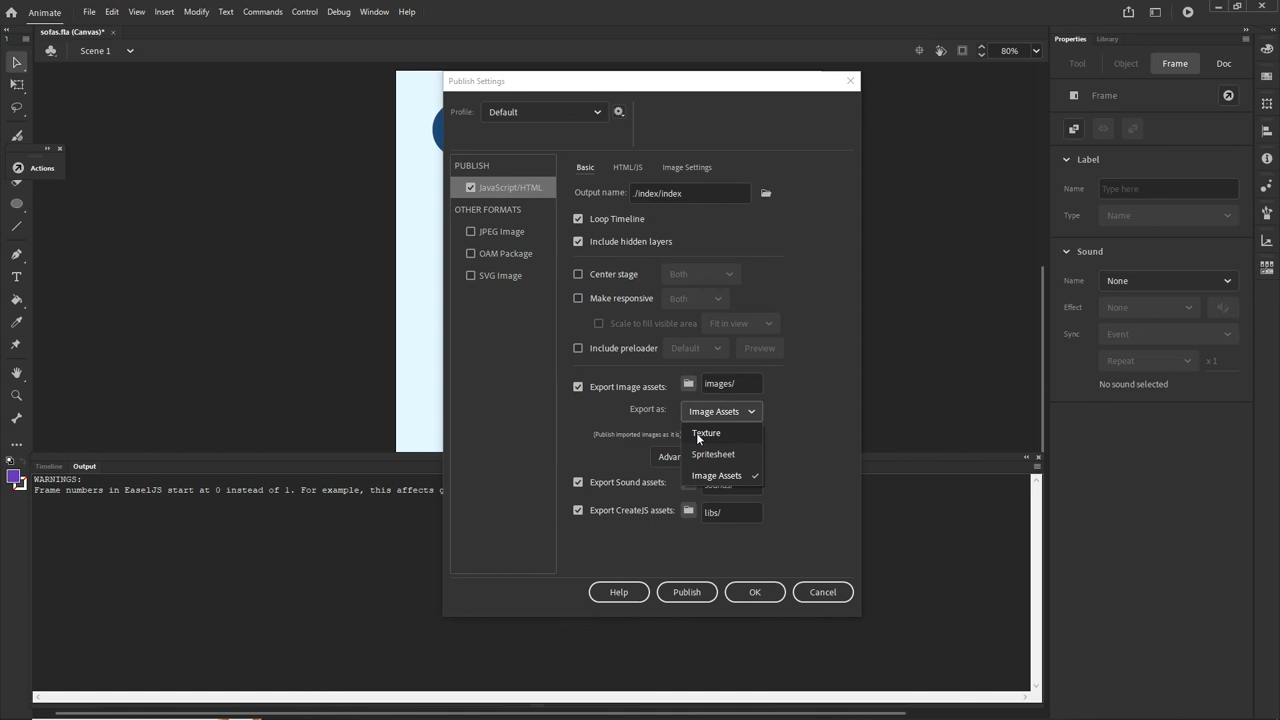 Animate File Edit View Insert Modify Text Commands Control Debug Window Help
sofas.fla (Canvas)* ×
Scene 1 80%
Actions
Publish Settings
Profile: Default
PUBLISH
JavaScript/HTML
OTHER FORMATS
JPEG Image
OAM Package
SVG Image
Basic HTML/JS Image Settings
Output name: ./index/index
Loop Timeline
Include hidden layers
Center stage Both
Make responsive Both
Scale to fill visible area Fit in view
Include preloader Default Preview
Export Image assets: images/
Export as: Image Assets
Texture
(Publish imported images as it is)
Spritesheet
Image Assets
Export Sound assets:
Export CreateJS assets: libs/
Help Publish OK Cancel
Properties Library
Tool Object Frame Doc
Frame
Label
Name Type here
Type Name
Sound
Name None
Effect None
Sync Event
Repeat x 1
No sound selected
Timeline Output
WARNINGS:
Frame numbers in EaselJS start at 0 instead of 1. For example, this affects